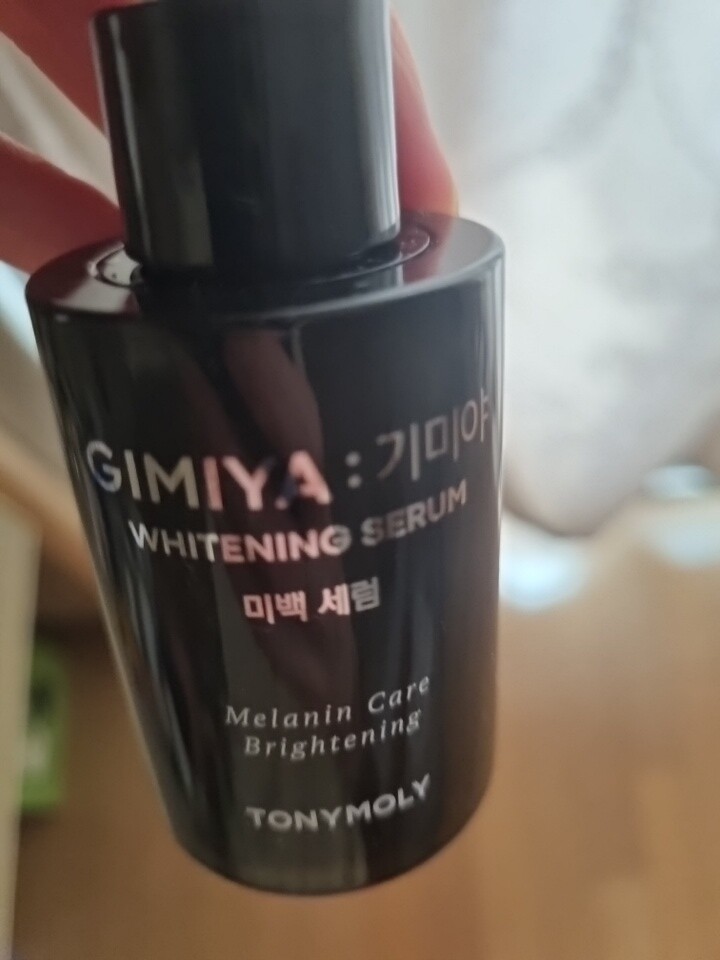 GIMIYA : 기미야
WHITENING SERUM
미백 세럼
Melanin Care
Brightening
TONYMOLY